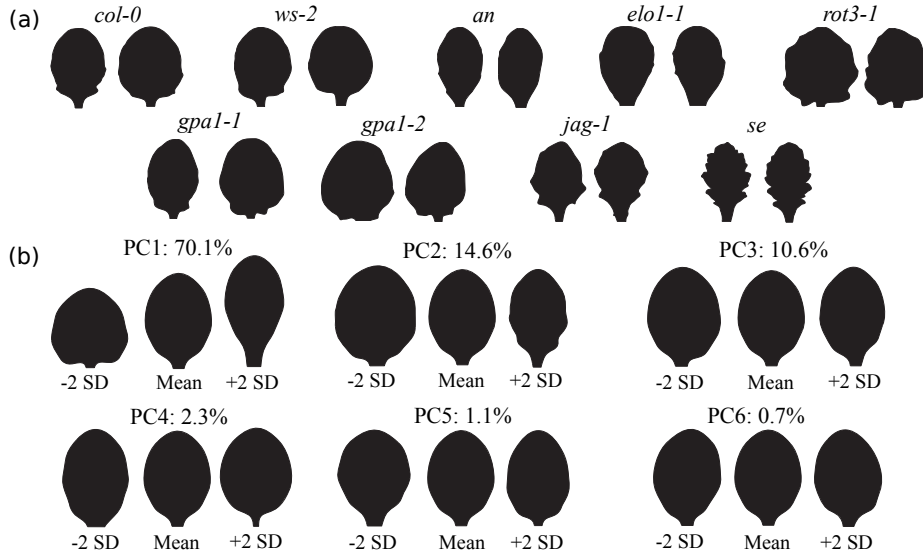 (a)
col-0 ws-2 an elo1-1 rot3-1
gpa1-1 gpa1-2 jag-1 se
(b)
PC1: 70.1% PC2: 14.6% PC3: 10.6%
-2 SD Mean +2 SD -2 SD Mean +2 SD -2 SD Mean +2 SD
PC4: 2.3% PC5: 1.1% PC6: 0.7%
-2 SD Mean +2 SD -2 SD Mean +2 SD -2 SD Mean +2 SD